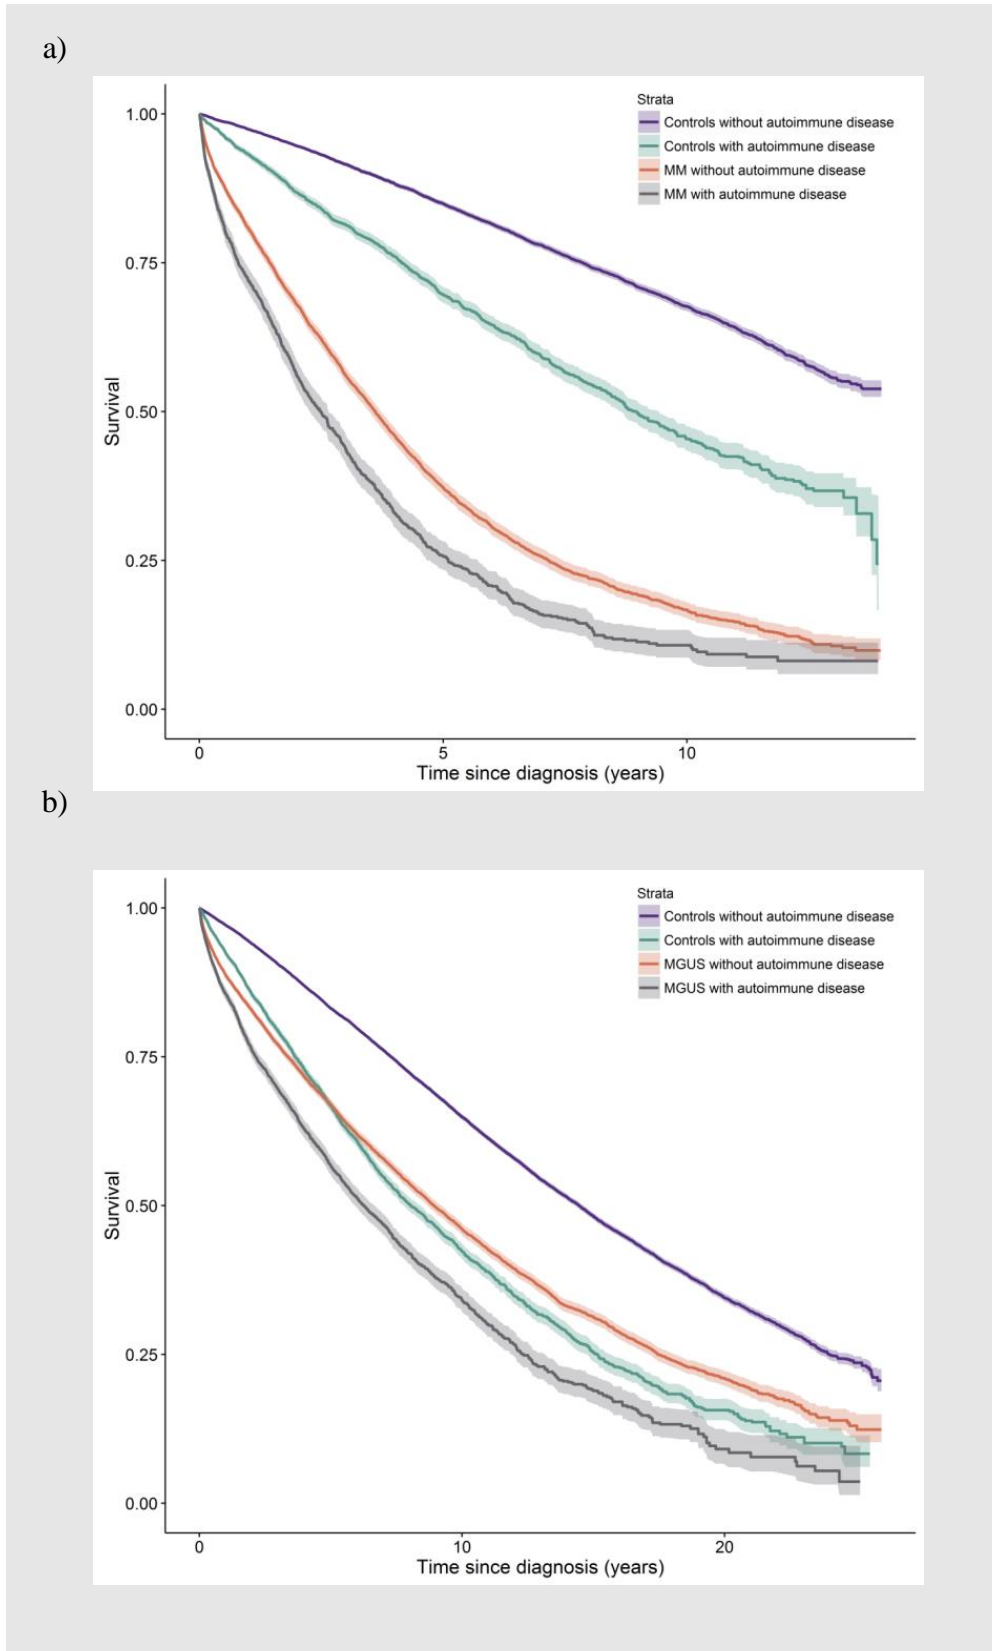 a)
Strata
Controls without autoimmune disease
Controls with autoimmune disease
MM without autoimmune disease
MM with autoimmune disease
1.00
0.75
0.50
0.25
0.00
Survival
0 5 10
Time since diagnosis (years)
b)
Strata
Controls without autoimmune disease
Controls with autoimmune disease
MGUS without autoimmune disease
MGUS with autoimmune disease
1.00
0.75
0.50
0.25
0.00
Survival
0 10 20
Time since diagnosis (years)